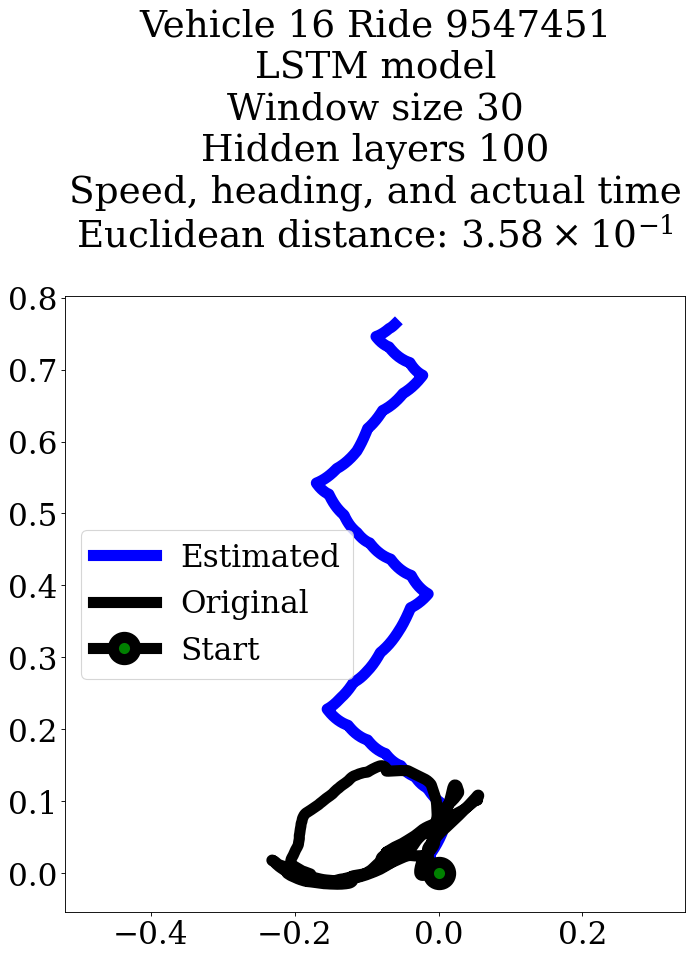 Vehicle 16 Ride 9547451
LSTM model
Window size 30
Hidden layers 100
Speed, heading, and actual time
Euclidean distance: 3.58 × 10⁻¹
0.8
0.7
0.6
0.5
0.4
0.3
0.2
0.1
0.0
Estimated
Original
Start
−0.4
−0.2
0.0
0.2